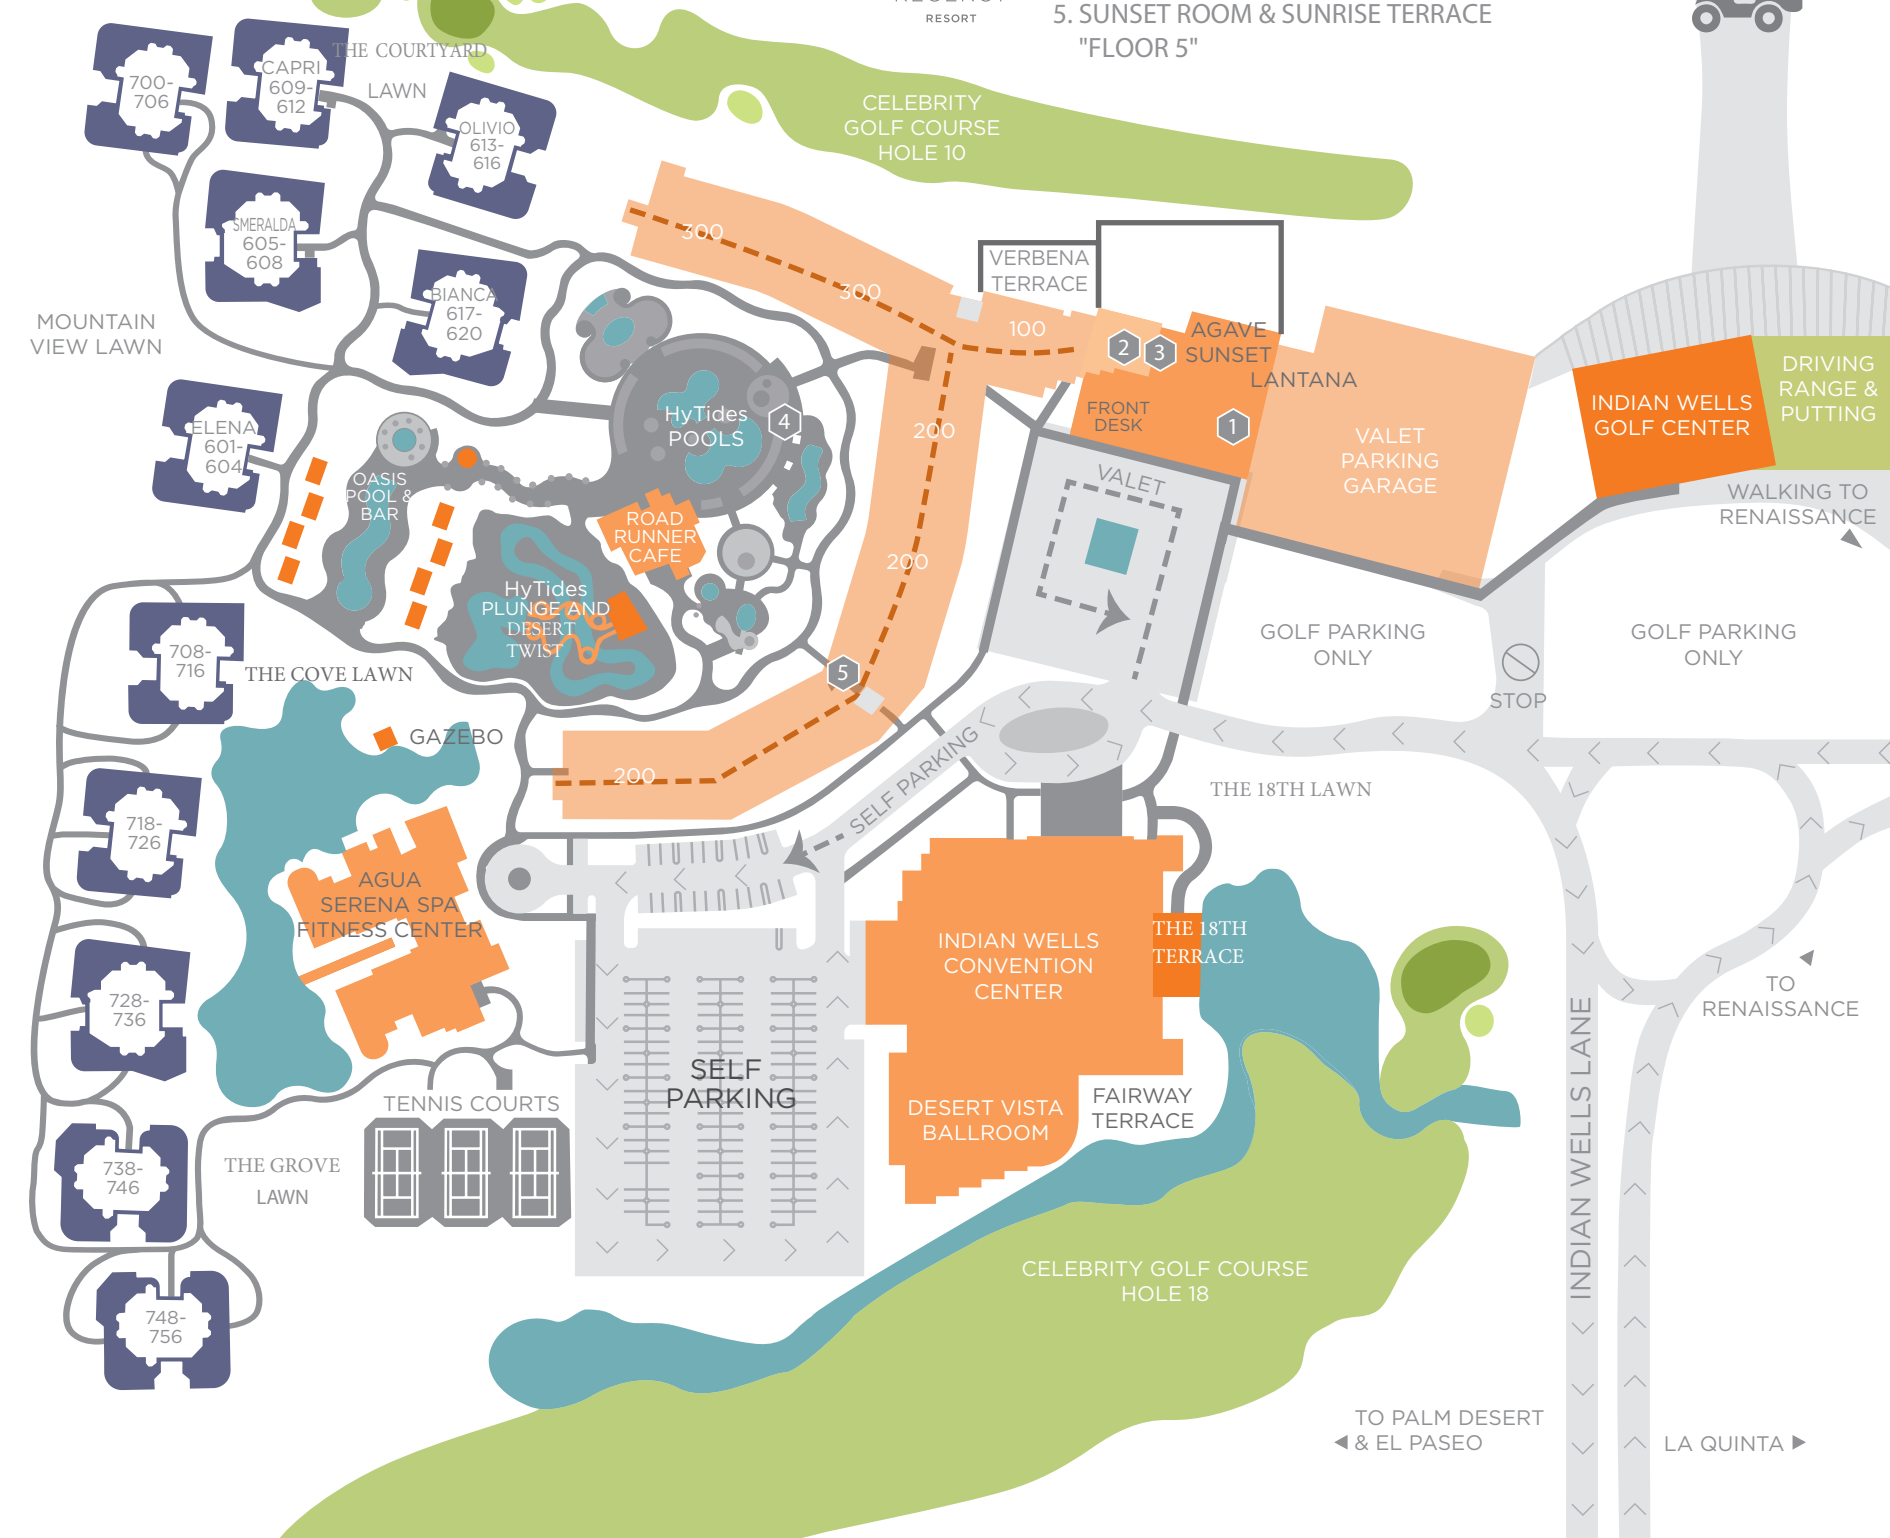 RESORT
5. SUNSET ROOM & SUNRISE TERRACE
"FLOOR 5"
700-
706
CAPRI
609-
612
THE COURTYARD
LAWN
OLIVIO
613-
616
CELEBRITY
GOLF COURSE
HOLE 10
SMERALDA
605-
608
BIANCA
617-
620
MOUNTAIN
VIEW LAWN
ELENA
601-
604
300
300
VERBENA
TERRACE
100
2
3
AGAVE
SUNSET
LANTANA
FRONT
DESK
1
VALET
PARKING
GARAGE
INDIAN WELLS
GOLF CENTER
DRIVING
RANGE &
PUTTING
WALKING TO
RENAISSANCE
HyTides
POOLS
4
200
200
OASIS
POOL &
BAR
ROAD
RUNNER
CAFE
HyTides
PLUNGE AND
DESERT
TWIST
VALET
5
GOLF PARKING
ONLY
GOLF PARKING
ONLY
STOP
708-
716
THE COVE LAWN
GAZEBO
200
SELF PARKING
THE 18TH LAWN
718-
726
AGUA
SERENA SPA
FITNESS CENTER
INDIAN WELLS
CONVENTION
CENTER
THE 18TH
TERRACE
728-
736
SELF
PARKING
TO
RENAISSANCE
INDIAN WELLS LANE
TENNIS COURTS
DESERT VISTA
BALLROOM
FAIRWAY
TERRACE
738-
746
THE GROVE
LAWN
748-
756
CELEBRITY GOLF COURSE
HOLE 18
TO PALM DESERT
& EL PASEO
LA QUINTA